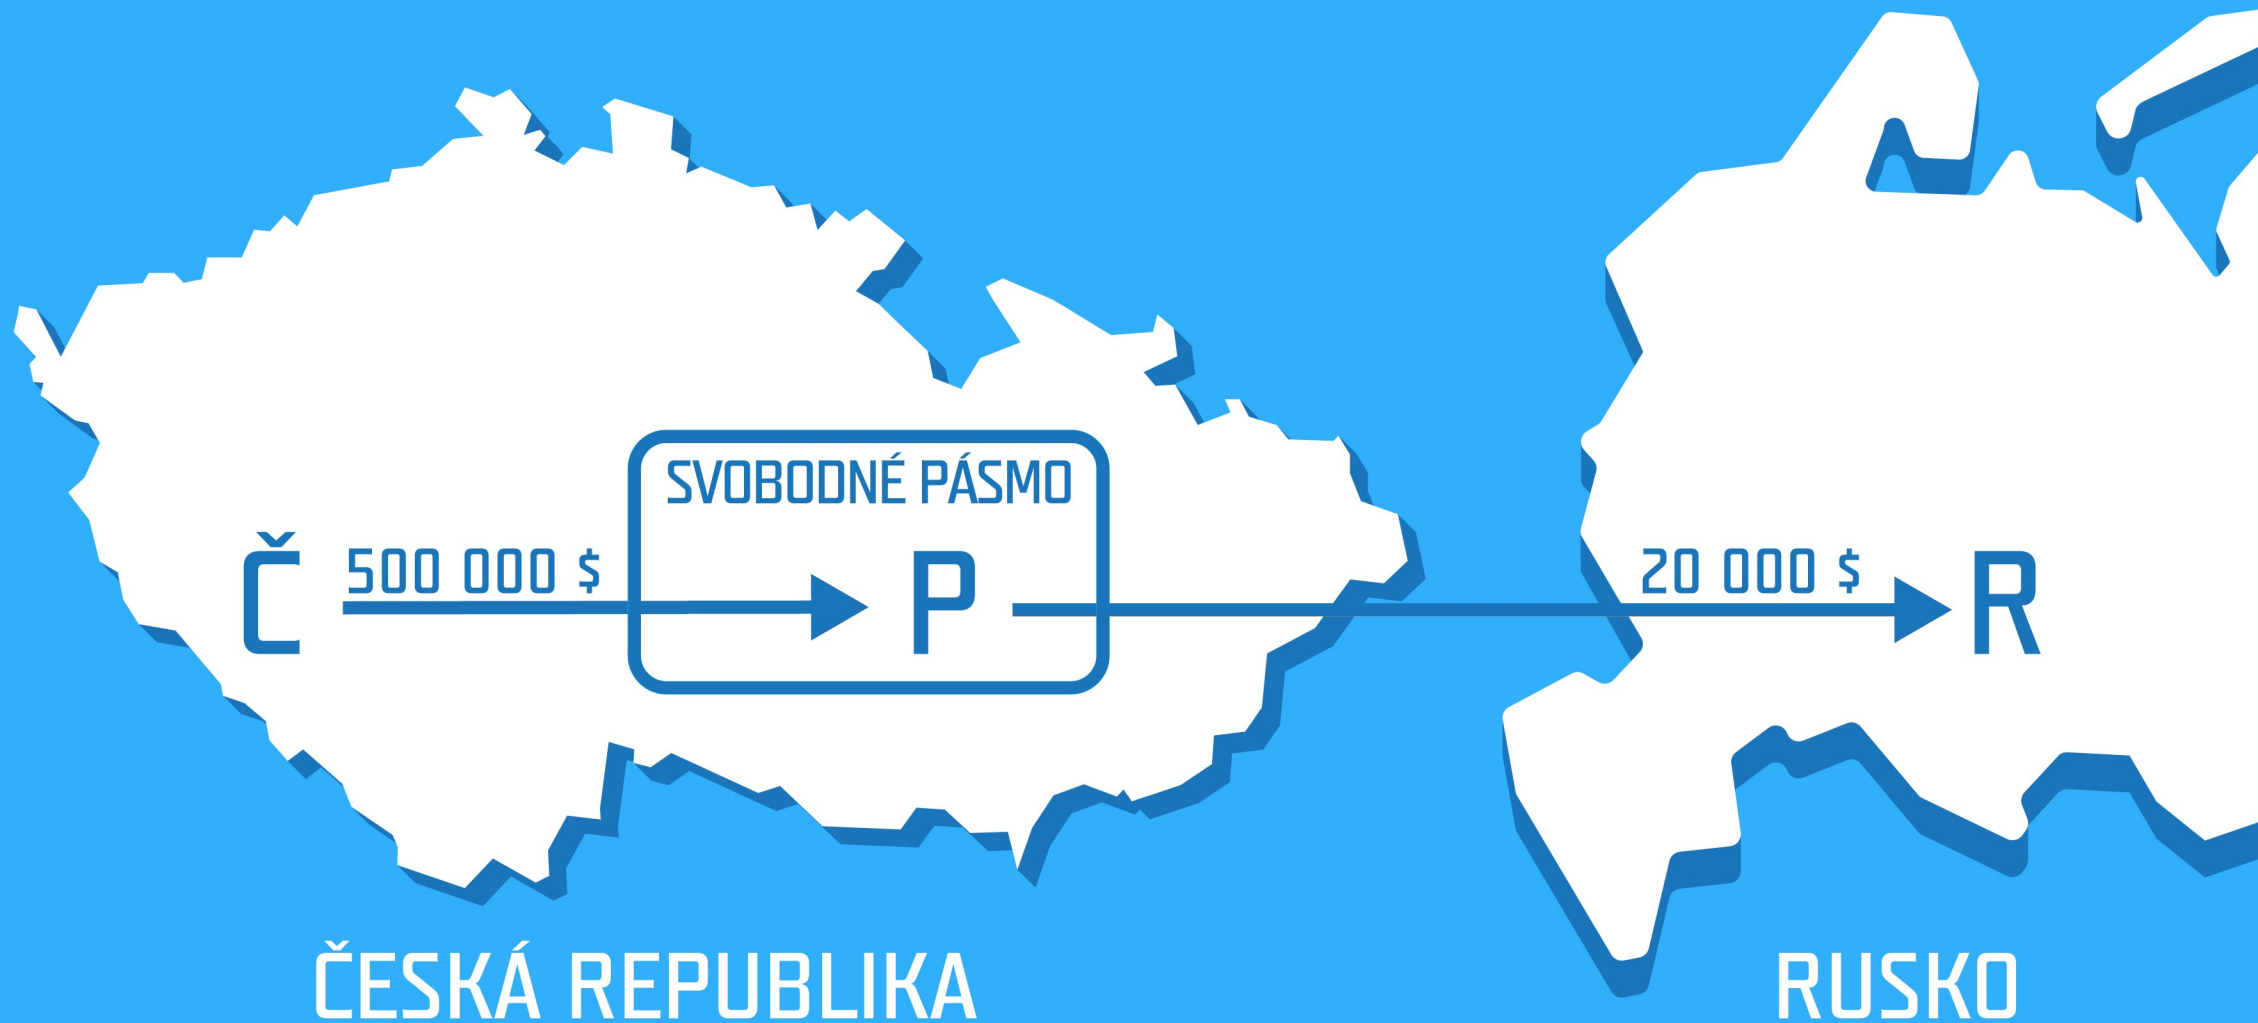 SVOBODNÉ PÁSMO
Č
500 000 $
P
20 000 $
R
ČESKÁ REPUBLIKA
RUSKO